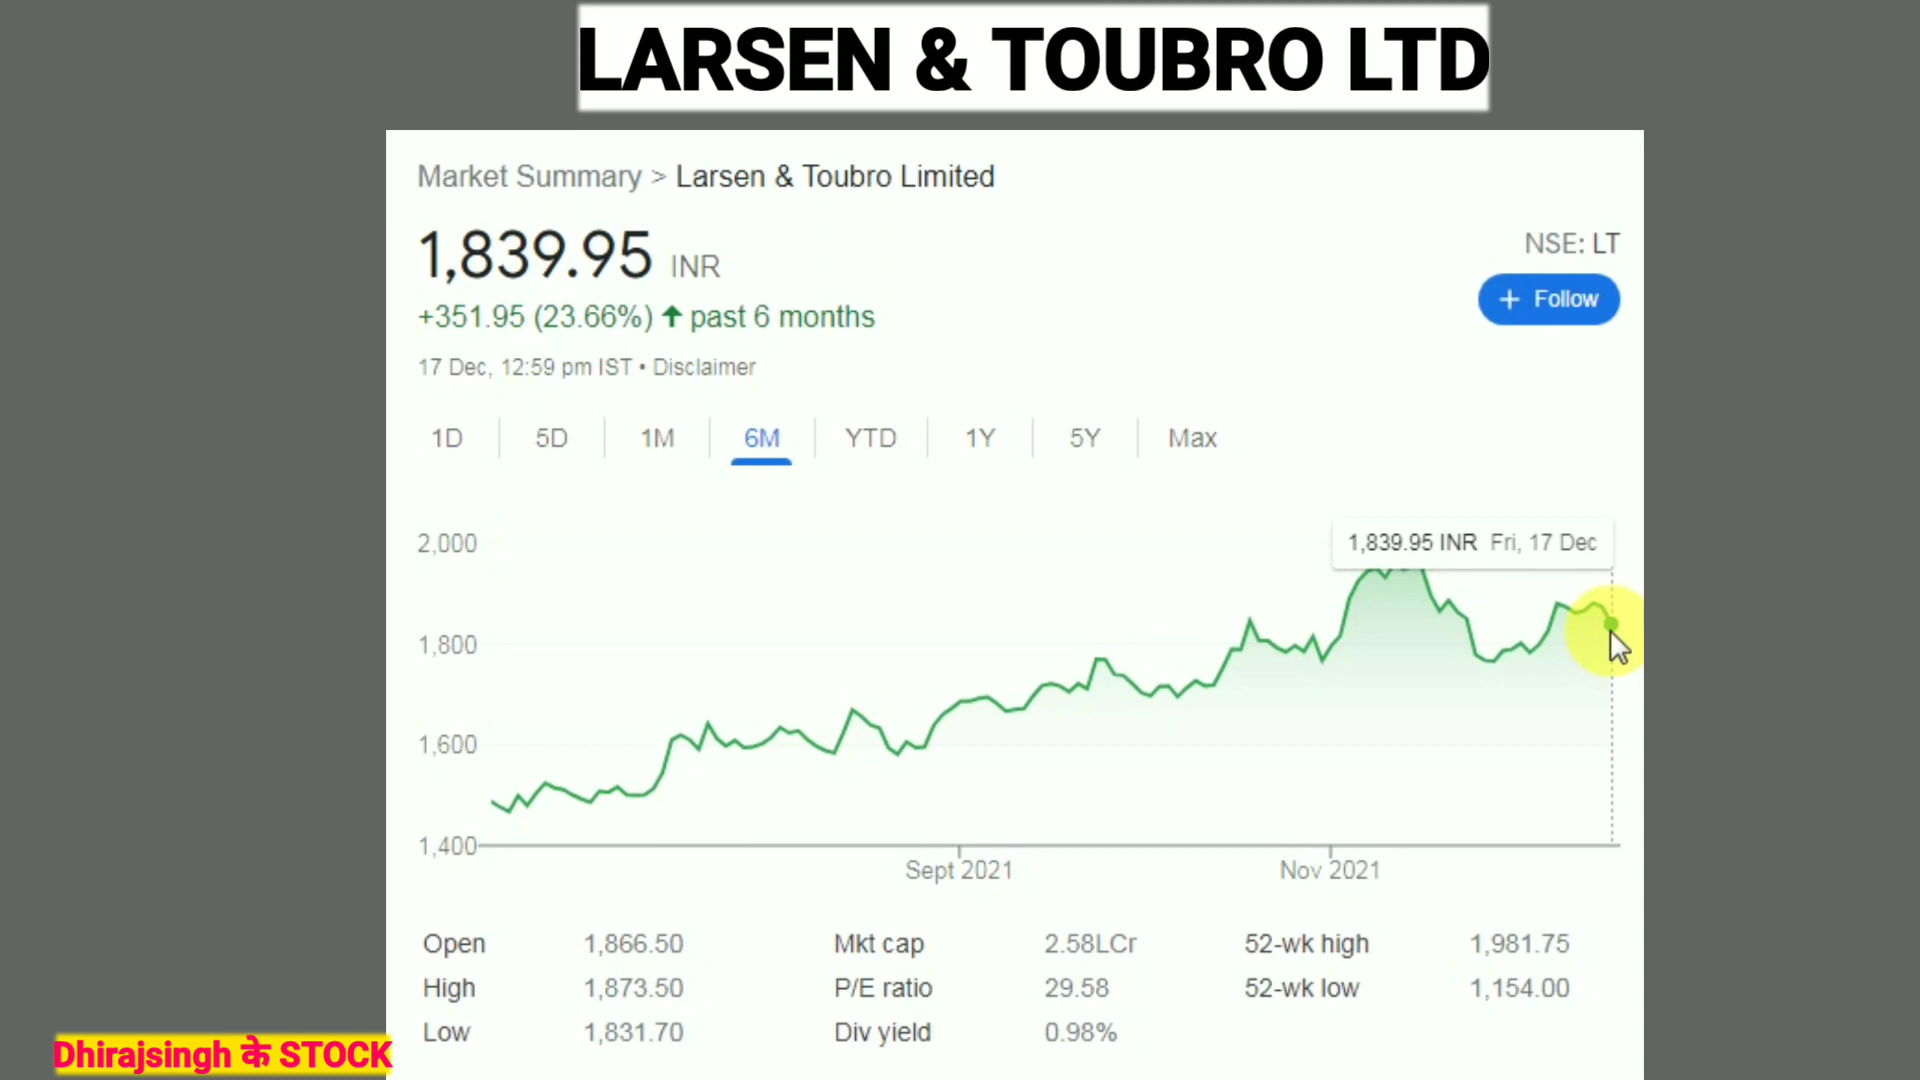 LARSEN & TOUBRO LTD
Market Summary > Larsen & Toubro Limited
1,839.95 INR
NSE: LT
+ Follow
+351.95 (23.66%) ↑ past 6 months
17 Dec, 12:59 pm IST • Disclaimer
1D 5D 1M 6M YTD 1Y 5Y Max
1,839.95 INR Fri, 17 Dec
2,000
1,800
1,600
1,400
Sept 2021 Nov 2021
Open 1,866.50 Mkt cap 2.58LCr 52-wk high 1,981.75
High 1,873.50 P/E ratio 29.58 52-wk low 1,154.00
Low 1,831.70 Div yield 0.98%
Dhirajsingh के STOCK